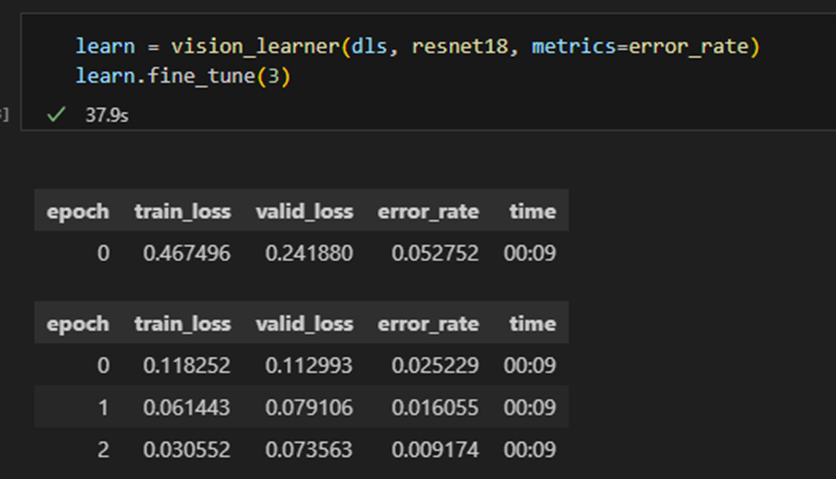 learn = vision_learner(dls, resnet18, metrics=error_rate)
learn.fine_tune(3)
] ✓ 37.9s
epoch train_loss valid_loss error_rate time
0 0.467496 0.241880 0.052752 00:09
epoch train_loss valid_loss error_rate time
0 0.118252 0.112993 0.025229 00:09
1 0.061443 0.079106 0.016055 00:09
2 0.030552 0.073563 0.009174 00:09